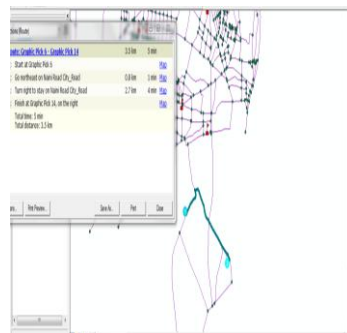 Route: Graphic Pick 6 - Graphic Pick 14 3.5 km 5 min
Start at Graphic Pick 6 Map
Go northeast on Nami Road City_Road 0.8 km 1 min Map
Turn right to stay on Nami Road City_Road 2.7 km 4 min Map
Finish at Graphic Pick 14, on the right Map
Total time: 5 min
Total distance: 3.5 km
Print Preview... Save As... Print Close